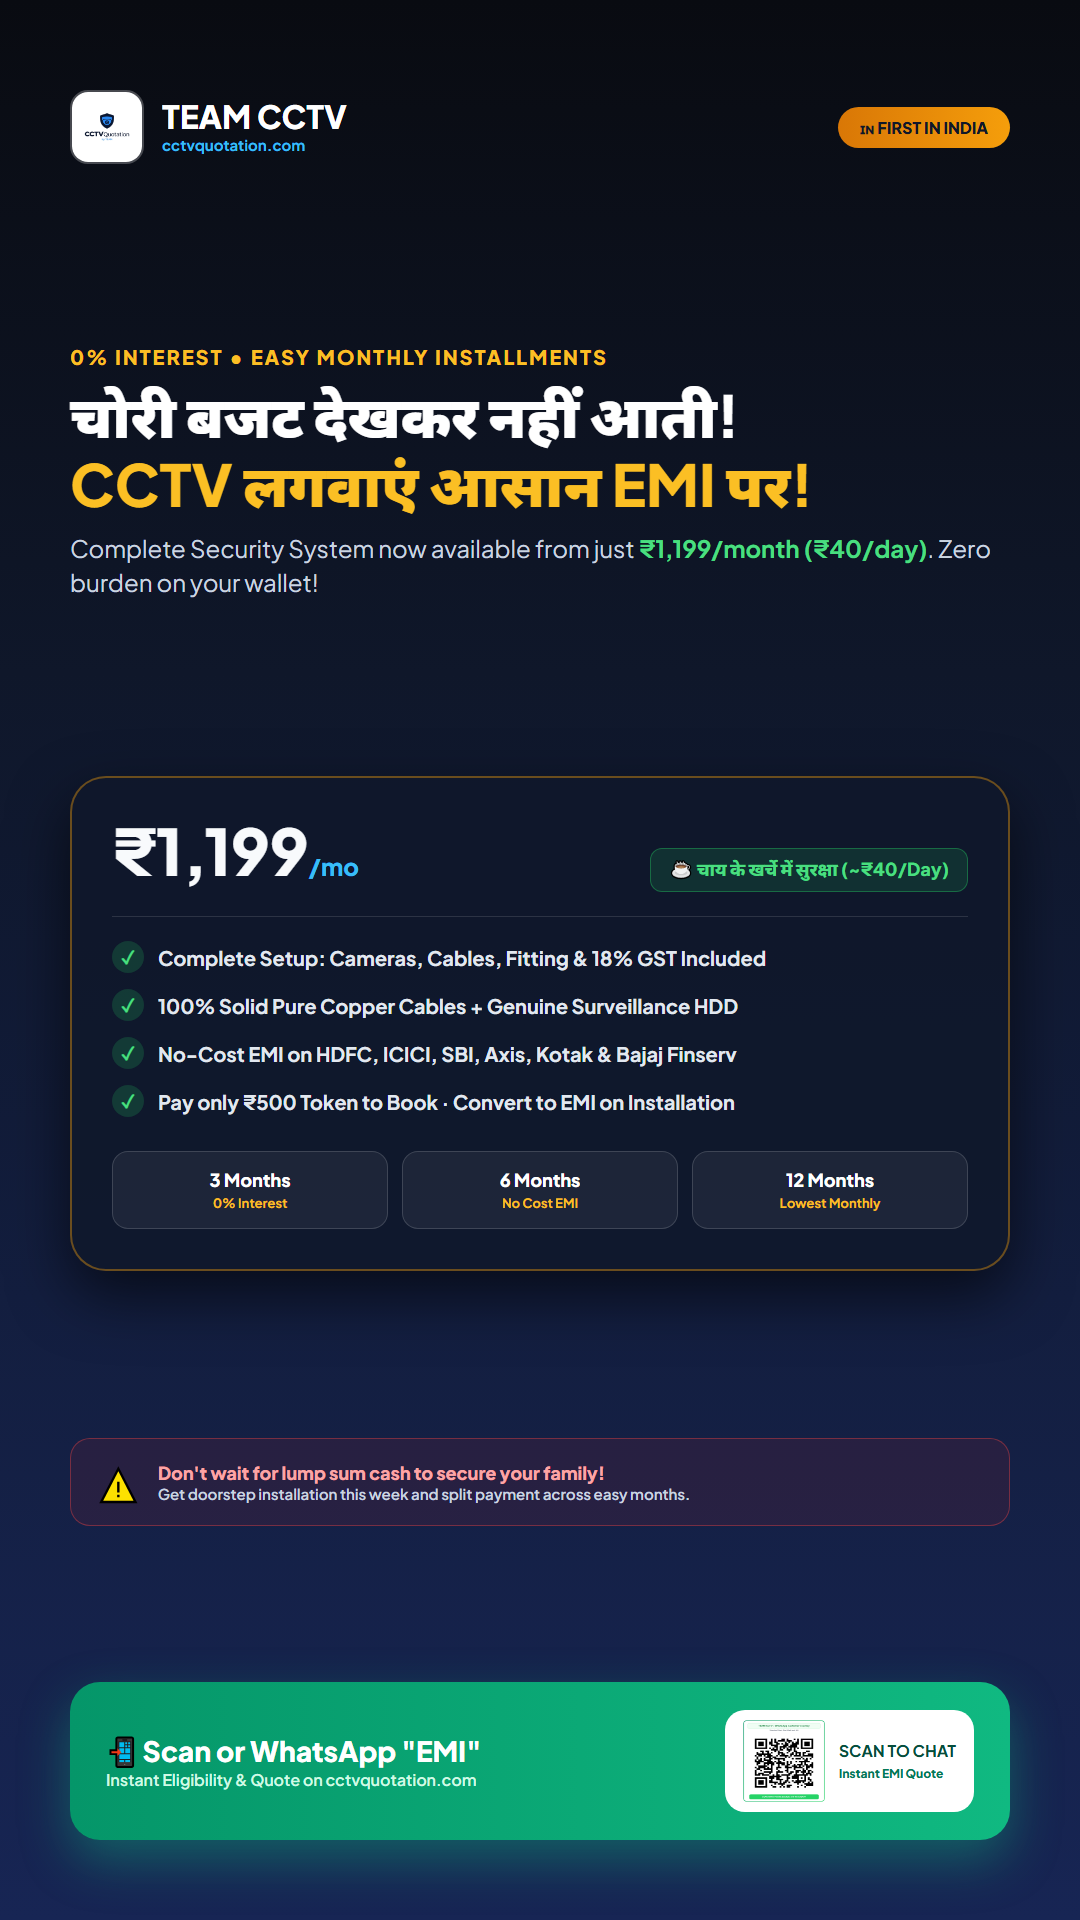 CCTVQuotation
TEAM CCTV
cctvquotation.com
IN FIRST IN INDIA
0% INTEREST ● EASY MONTHLY INSTALLMENTS
चोरी बजट देखकर नहीं आती!
CCTV लगवाएं आसान EMI पर!
Complete Security System now available from just ₹1,199/month (₹40/day). Zero
burden on your wallet!
₹1,199/mo
☕ चाय के खर्चे में सुरक्षा (~₹40/Day)
✓ Complete Setup: Cameras, Cables, Fitting & 18% GST Included
✓ 100% Solid Pure Copper Cables + Genuine Surveillance HDD
✓ No-Cost EMI on HDFC, ICICI, SBI, Axis, Kotak & Bajaj Finserv
✓ Pay only ₹500 Token to Book · Convert to EMI on Installation
3 Months
0% Interest
6 Months
No Cost EMI
12 Months
Lowest Monthly
Don't wait for lump sum cash to secure your family!
Get doorstep installation this week and split payment across easy months.
📲 Scan or WhatsApp "EMI"
Instant Eligibility & Quote on cctvquotation.com
SCAN TO CHAT
Instant EMI Quote